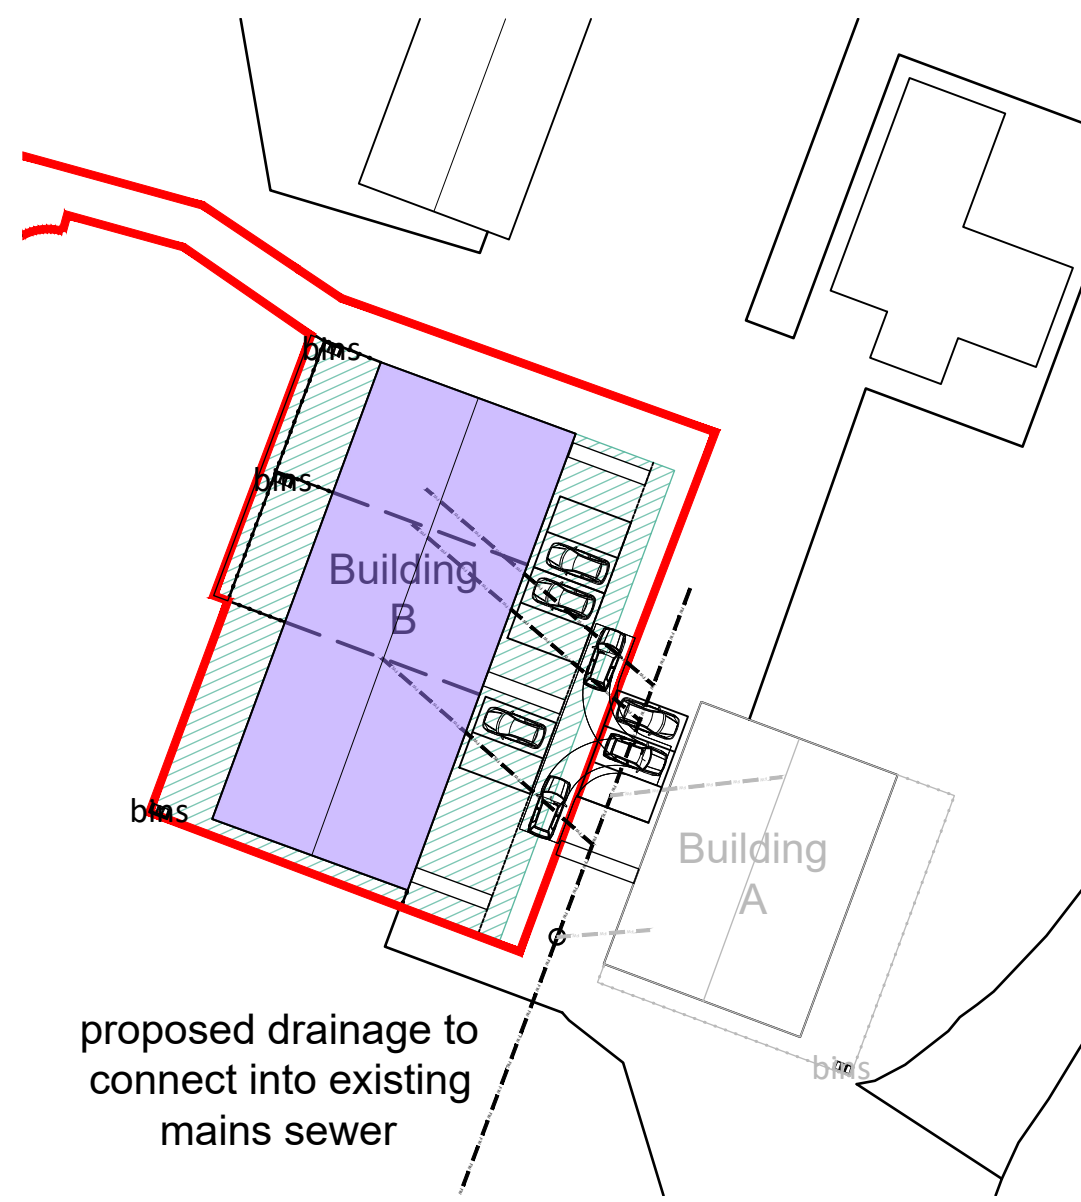 bins
bins
Building
B
bins
Building
A
proposed drainage to
connect into existing
mains sewer
bins